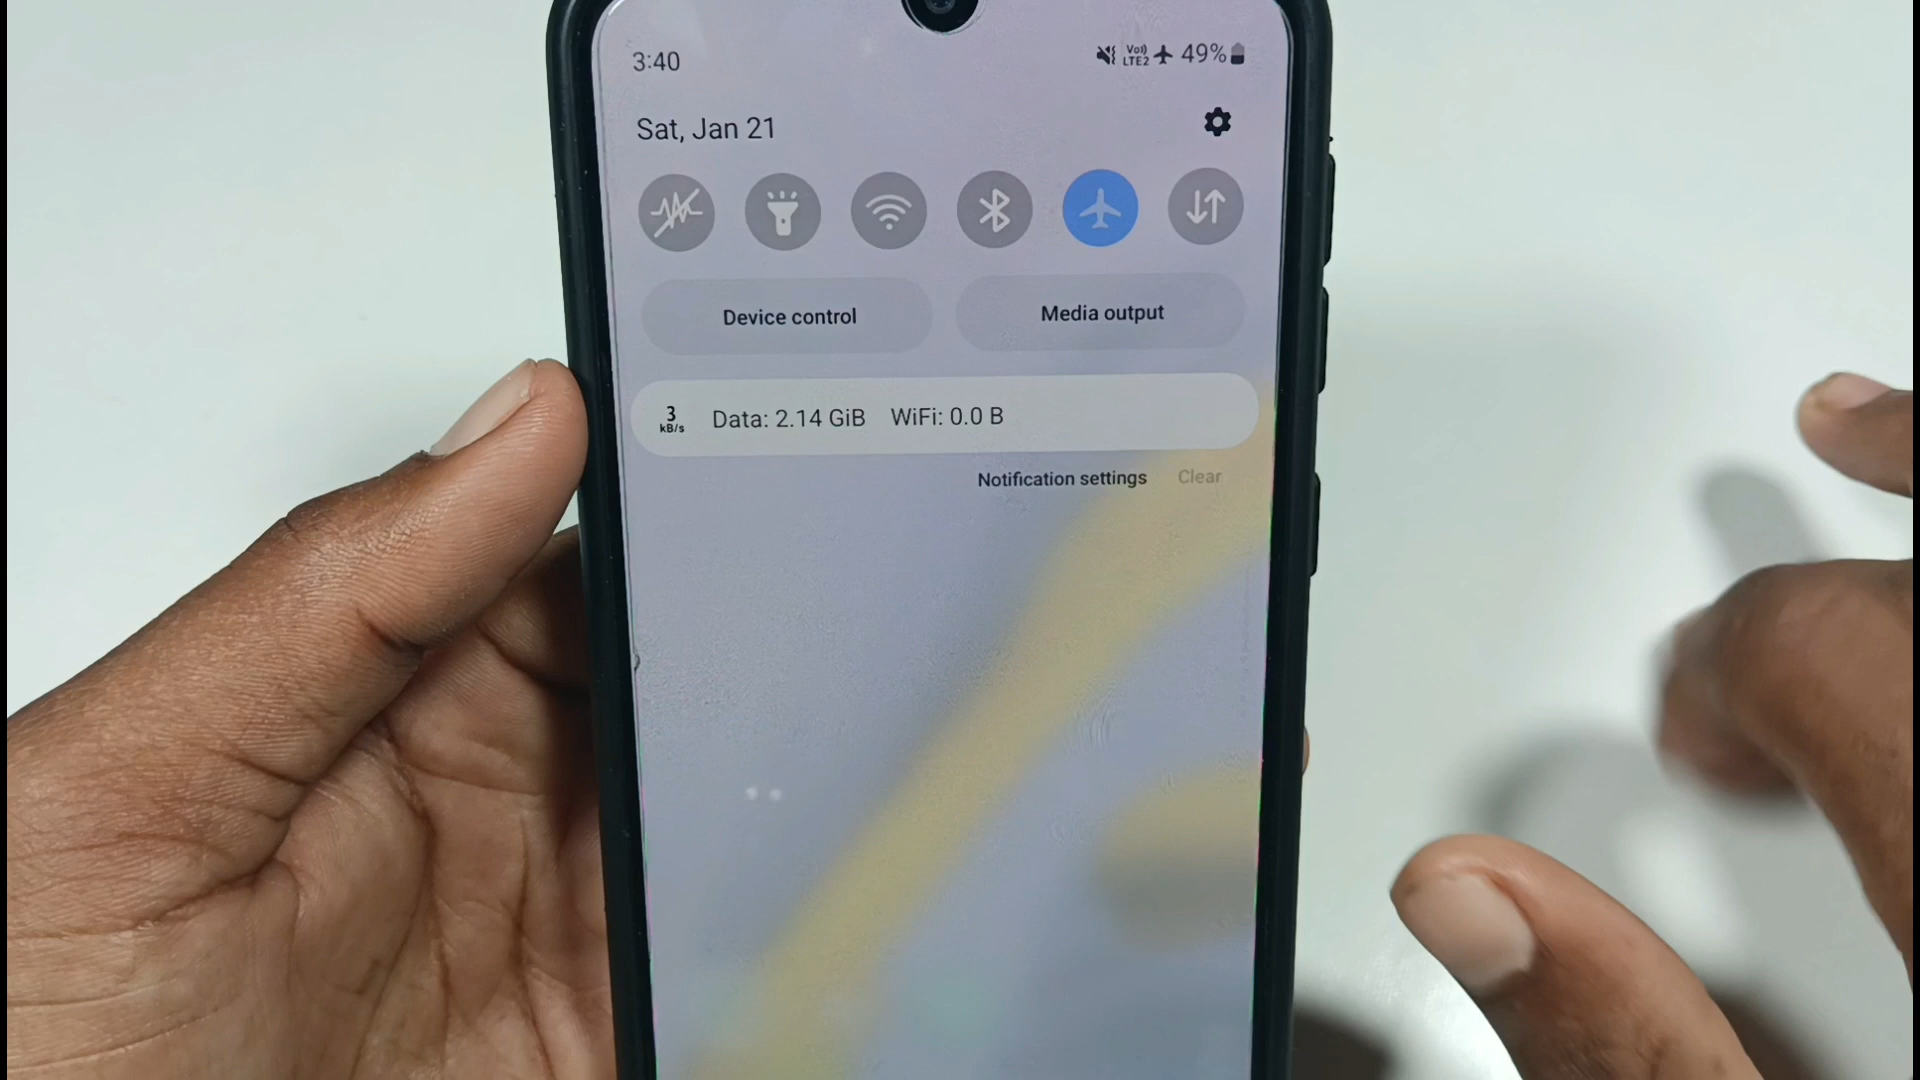 3:40
Vo))
LTE2
49%
Sat, Jan 21
Device control
Media output
3
kB/s
Data: 2.14 GiB WiFi: 0.0 B
Notification settings
Clear